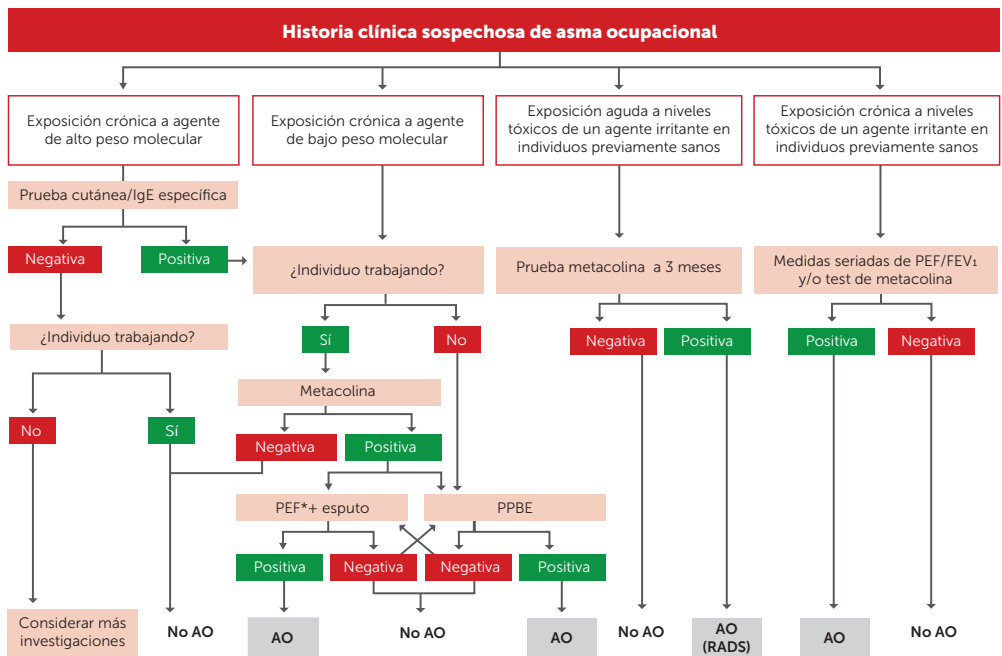 Historia clínica sospechosa de asma ocupacional
Exposición crónica a agente
de alto peso molecular
Exposición crónica a agente
de bajo peso molecular
Exposición aguda a niveles
tóxicos de un agente irritante en
individuos previamente sanos
Exposición crónica a niveles
tóxicos de un agente irritante en
individuos previamente sanos
Prueba cutánea/IgE específica
Negativa
Positiva
¿Individuo trabajando?
Prueba metacolina a 3 meses
Medidas seriadas de PEF/FEV₁
y/o test de metacolina
¿Individuo trabajando?
Sí
No
Negativa
Positiva
Positiva
Negativa
Metacolina
No
Sí
Negativa
Positiva
PEF*+ esputo
PPBE
Positiva
Negativa
Negativa
Positiva
Considerar más
investigaciones
No AO
AO
No AO
AO
No AO
AO
(RADS)
AO
No AO